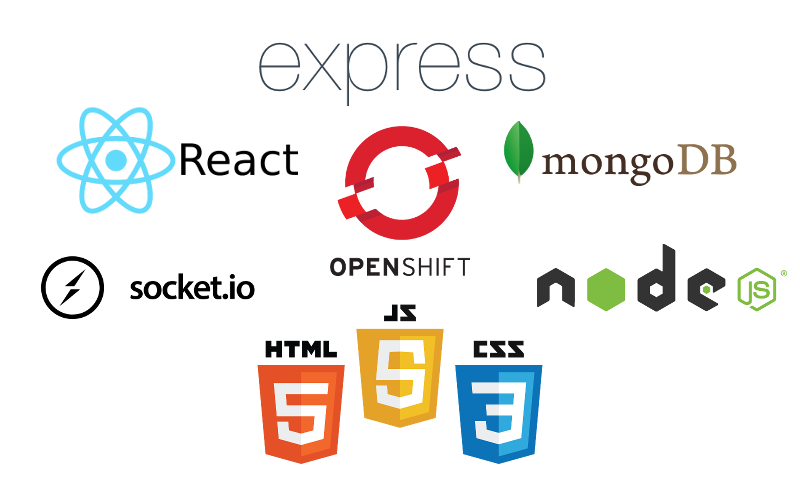 express
React
mongoDB
OPENSHIFT
socket.io
node
JS
®
JS
HTML
CSS
5
5
3